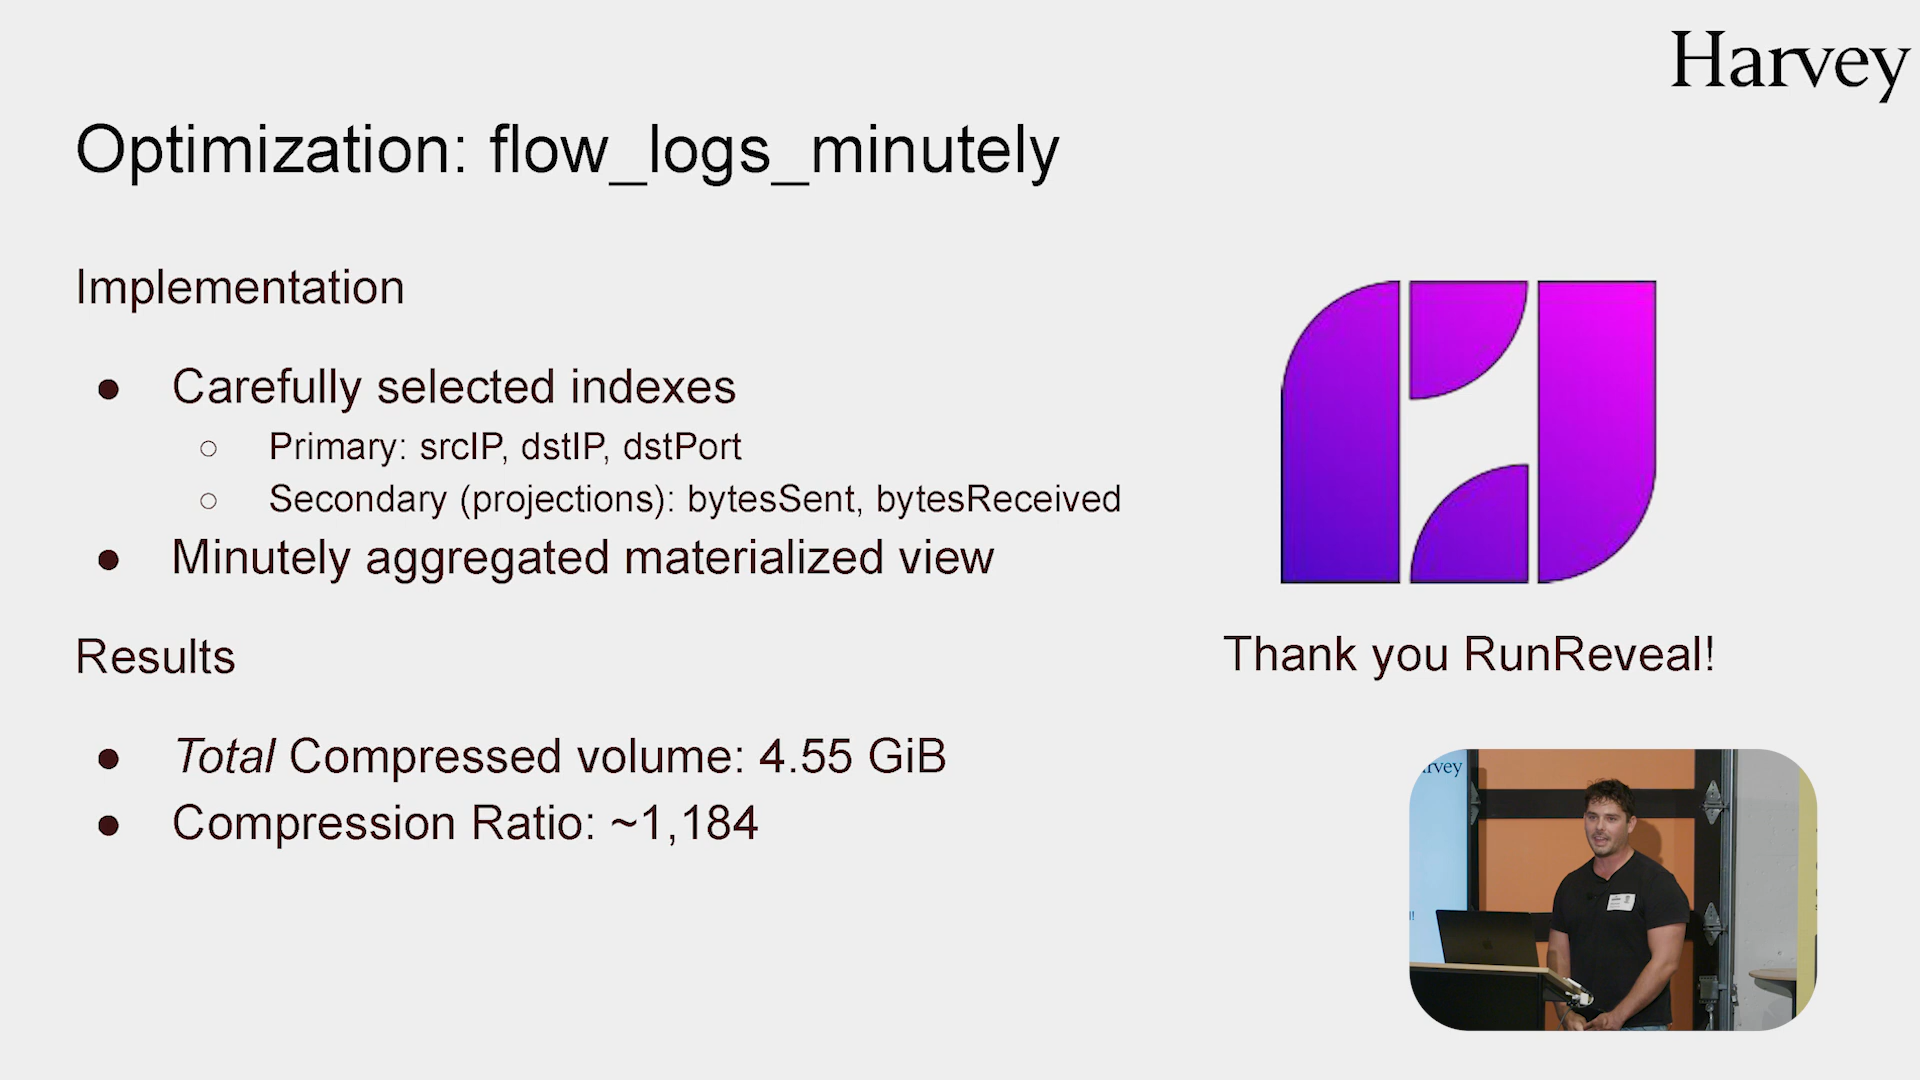 Harvey
Optimization: flow_logs_minutely
Implementation
● Carefully selected indexes
○ Primary: srcIP, dstIP, dstPort
○ Secondary (projections): bytesSent, bytesReceived
● Minutely aggregated materialized view
Results
● Total Compressed volume: 4.55 GiB
● Compression Ratio: ~1,184
Thank you RunReveal!
rvey